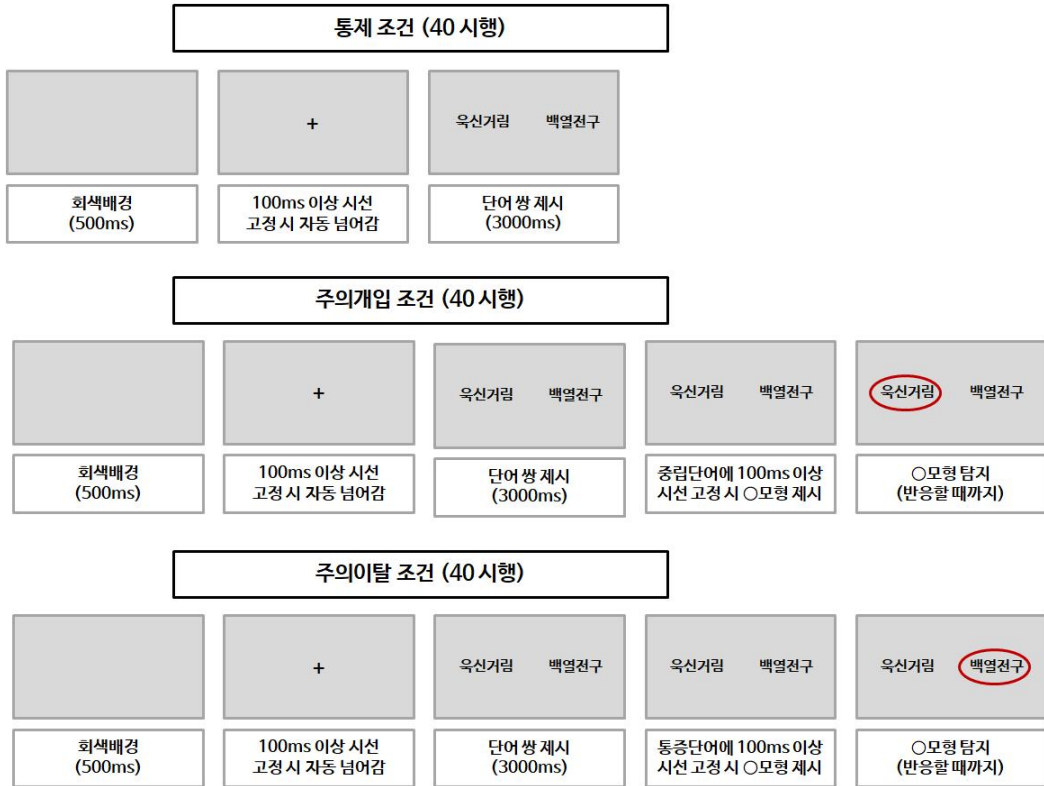 통제 조건 (40 시행)
+
욱신거림 백열전구
회색배경
(500ms)
100ms 이상 시선
고정 시 자동 넘어감
단어 쌍 제시
(3000ms)
주의개입 조건 (40 시행)
+
욱신거림 백열전구
욱신거림 백열전구
욱신거림 백열전구
회색배경
(500ms)
100ms 이상 시선
고정 시 자동 넘어감
단어 쌍 제시
(3000ms)
중립단어에 100ms 이상
시선 고정 시 ○모형 제시
○모형 탐지
(반응할 때까지)
주의이탈 조건 (40 시행)
+
욱신거림 백열전구
욱신거림 백열전구
욱신거림 백열전구
회색배경
(500ms)
100ms 이상 시선
고정 시 자동 넘어감
단어 쌍 제시
(3000ms)
통증단어에 100ms 이상
시선 고정 시 ○모형 제시
○모형 탐지
(반응할 때까지)